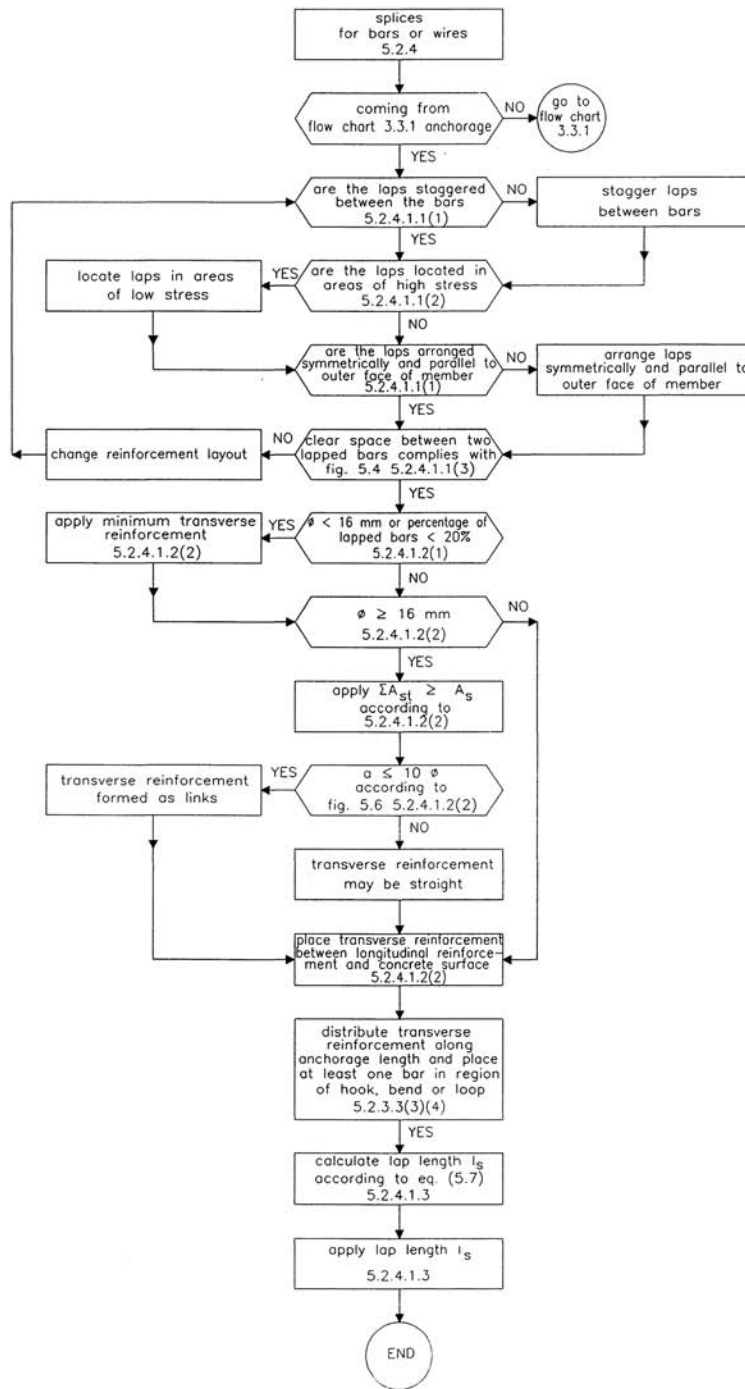 splices
for bars or wires
5.2.4
coming from
flow chart 3.3.1 anchorage
NO
go to
flow chart
3.3.1
YES
are the laps staggered
between the bars
5.2.4.1.1(1)
NO
stagger laps
between bars
YES
locate laps in areas
of low stress
YES
are the laps located in
areas of high stress
5.2.4.1.1(2)
NO
are the laps arranged
symmetrically and parallel to
outer face of member
5.2.4.1.1(1)
NO
arrange laps
symmetrically and parallel to
outer face of member
YES
change reinforcement layout
NO
clear space between two
lapped bars complies with
fig. 5.4 5.2.4.1.1(3)
YES
apply minimum transverse
reinforcement
5.2.4.1.2(2)
YES
ø < 16 mm or percentage of
lapped bars < 20%
5.2.4.1.2(1)
NO
ø ≥ 16 mm
5.2.4.1.2(2)
NO
YES
apply ΣAst ≥ As
according to
5.2.4.1.2(2)
transverse reinforcement
formed as links
YES
a ≤ 10 ø
according to
fig. 5.6 5.2.4.1.2(2)
NO
transverse reinforcement
may be straight
place transverse reinforcement
between longitudinal reinforce-
ment and concrete surface
5.2.4.1.2(2)
distribute transverse
reinforcement along
anchorage length and place
at least one bar in region
of hook, bend or loop
5.2.3.3(3)(4)
YES
calculate lap length ls
according to eq. (5.7)
5.2.4.1.3
apply lap length ls
5.2.4.1.3
END